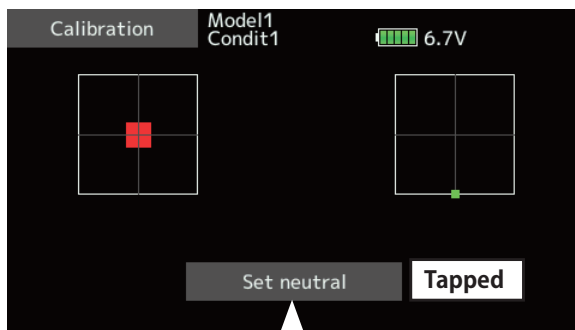 Calibration
Model1
Condit1
6.7V
Set neutral
Tapped